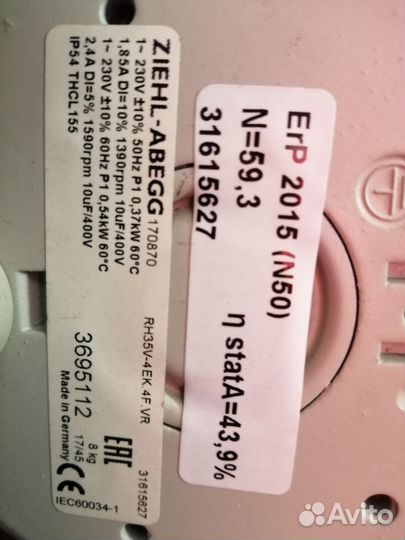 ZIEHL-ABEGG 170870
1~ 230V ±10% 50Hz P1 0,37kW 60°C
1,85A DI=10% 1390rpm 10uF/400V
1~ 230V ±10% 60Hz P1 0,54kW 60°C
2,4A DI=5% 1590rpm 10uF/400V
IP54 THCL155
RH35V-4EK.4F.VR
31615627
3695112
8 kg
17/45
Made in Germany
EAC
CE
IEC60034-1
ErP 2015 (N50)
N=59,3
31615627
η statA=43,9%
Avito